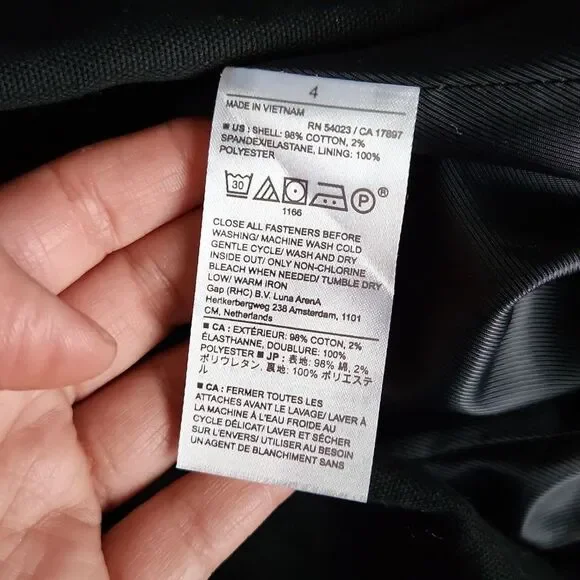 4
MADE IN VIETNAM
RN 54023 / CA 17897
■ US : SHELL: 98% COTTON, 2%
SPANDEX/ELASTANE, LINING: 100%
POLYESTER
30 P ®
1166
CLOSE ALL FASTENERS BEFORE
WASHING/ MACHINE WASH COLD
GENTLE CYCLE/ WASH AND DRY
INSIDE OUT/ ONLY NON-CHLORINE
BLEACH WHEN NEEDED/ TUMBLE DRY
LOW/ WARM IRON
Gap (RHC) B.V. Luna ArenA
Herikerbergweg 238 Amsterdam, 1101
CM, Netherlands
■ CA : EXTÉRIEUR: 98% COTTON, 2%
ÉLASTHANNE, DOUBLURE: 100%
POLYESTER ■ JP : 表地: 98% 綿, 2%
ポリウレタン, 裏地: 100% ポリエステ
ル
■ CA : FERMER TOUTES LES
ATTACHES AVANT LE LAVAGE/ LAVER À
LA MACHINE À L'EAU FROIDE AU
CYCLE DÉLICAT/ LAVER ET SÉCHER
SUR L'ENVERS/ UTILISER AU BESOIN
UN AGENT DE BLANCHIMENT SANS